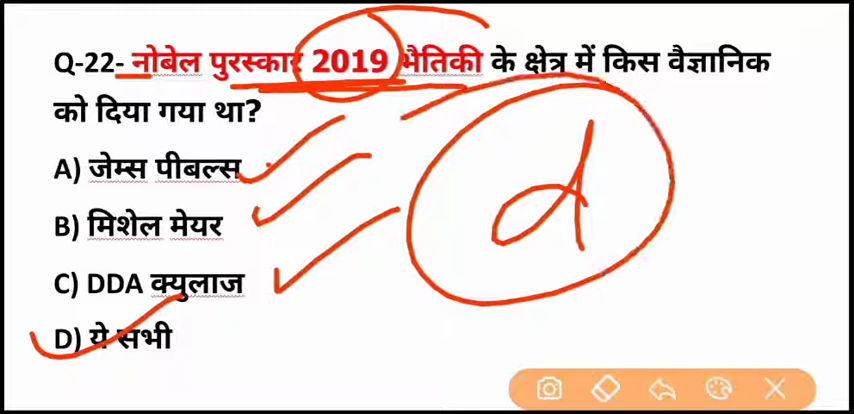 Q-22- नोबेल पुरस्कार 2019 भैतिकी के क्षेत्र में किस वैज्ञानिक
को दिया गया था?
A) जेम्स पीबल्स
B) मिशेल मेयर
C) DDA क्युलाज
D) ये सभी
d